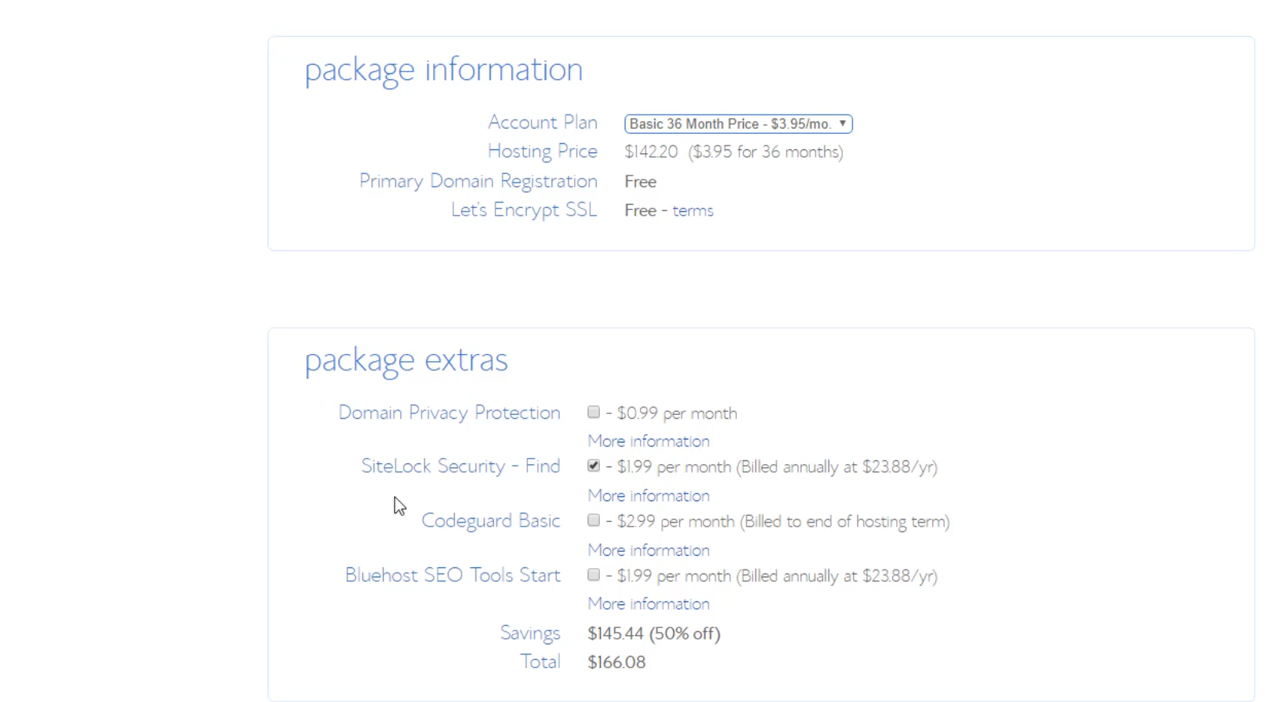 package information
Account Plan Basic 36 Month Price - $3.95/mo.
Hosting Price $142.20 ($3.95 for 36 months)
Primary Domain Registration Free
Let's Encrypt SSL Free - terms
package extras
Domain Privacy Protection - $0.99 per month
More information
SiteLock Security - Find - $1.99 per month (Billed annually at $23.88/yr)
More information
Codeguard Basic - $2.99 per month (Billed to end of hosting term)
More information
Bluehost SEO Tools Start - $1.99 per month (Billed annually at $23.88/yr)
More information
Savings $145.44 (50% off)
Total $166.08